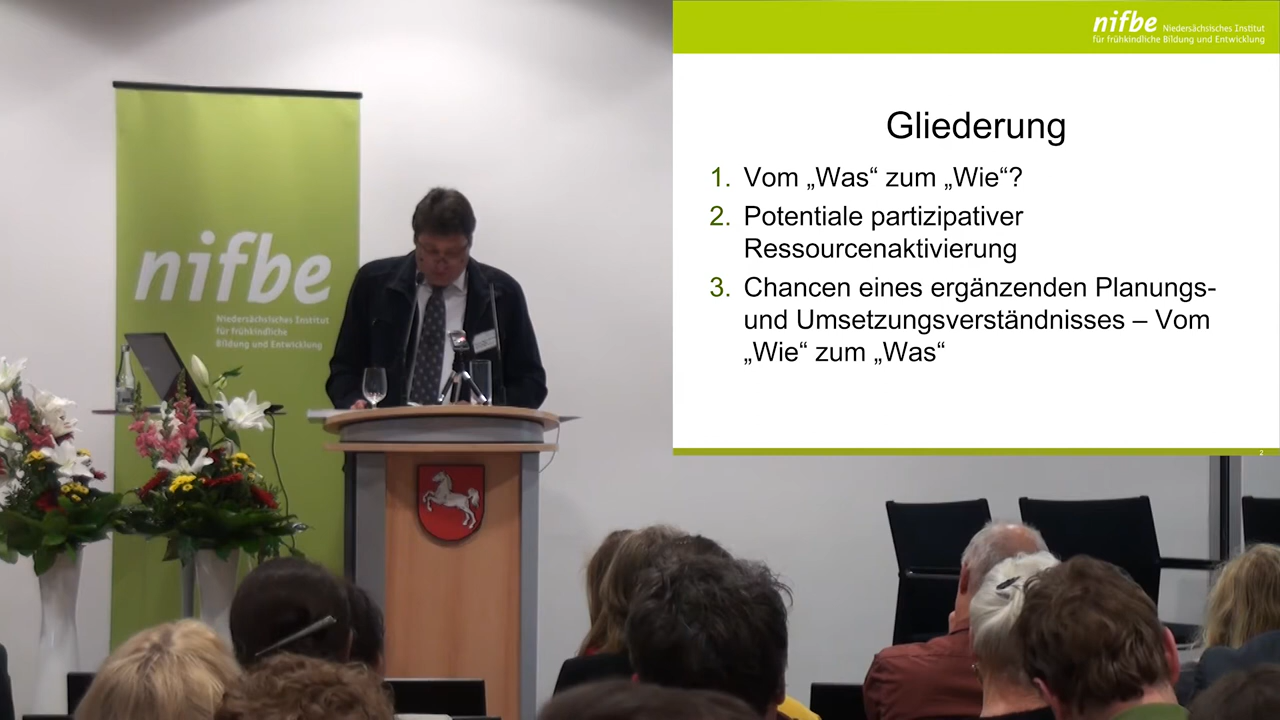 nifbe
Niedersächsisches Institut
für frühkindliche
Bildung und Entwicklung
nifbe Niedersächsisches Institut
für frühkindliche Bildung und Entwicklung
Gliederung
1. Vom „Was“ zum „Wie“?
2. Potentiale partizipativer
Ressourcenaktivierung
3. Chancen eines ergänzenden Planungs-
und Umsetzungsverständnisses – Vom
„Wie“ zum „Was“
2